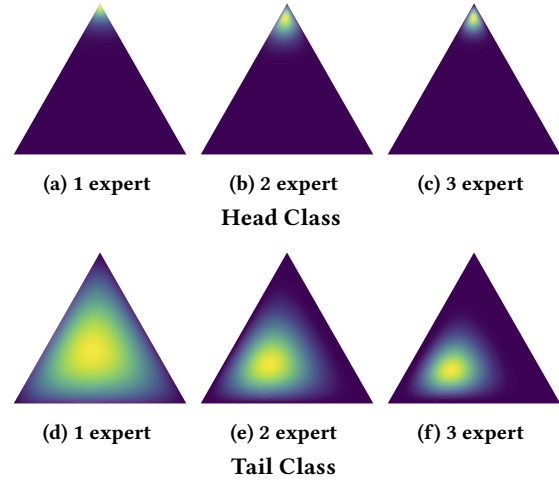 (a) 1 expert (b) 2 expert (c) 3 expert
Head Class
(d) 1 expert (e) 2 expert (f) 3 expert
Tail Class